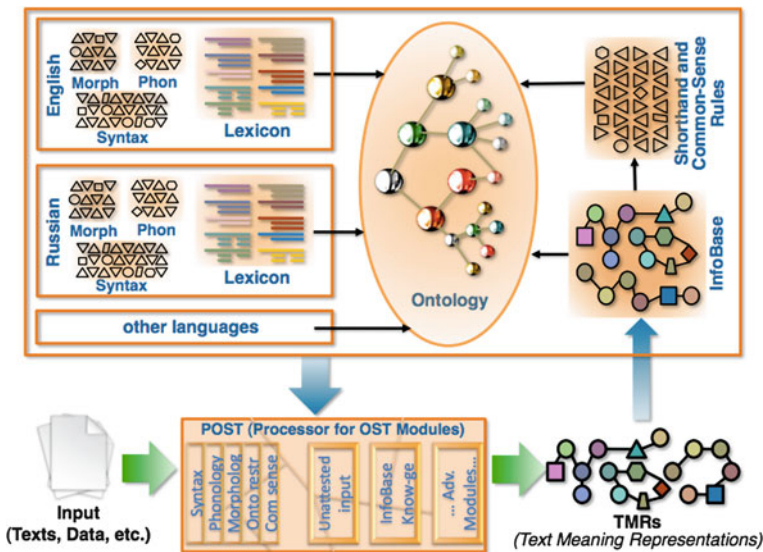 English
Morph
Phon
Syntax
Lexicon
Russian
Morph
Phon
Syntax
Lexicon
other languages
Ontology
Shorthand and
Common-Sense
Rules
InfoBase
POST (Processor for OST Modules)
Syntax
Phonology
Morpholog
Onto restr
Com sense
Unattested
input
InfoBase
Know-ge
... Adv.
Modules...
Input
(Texts, Data, etc.)
TMRs
(Text Meaning Representations)